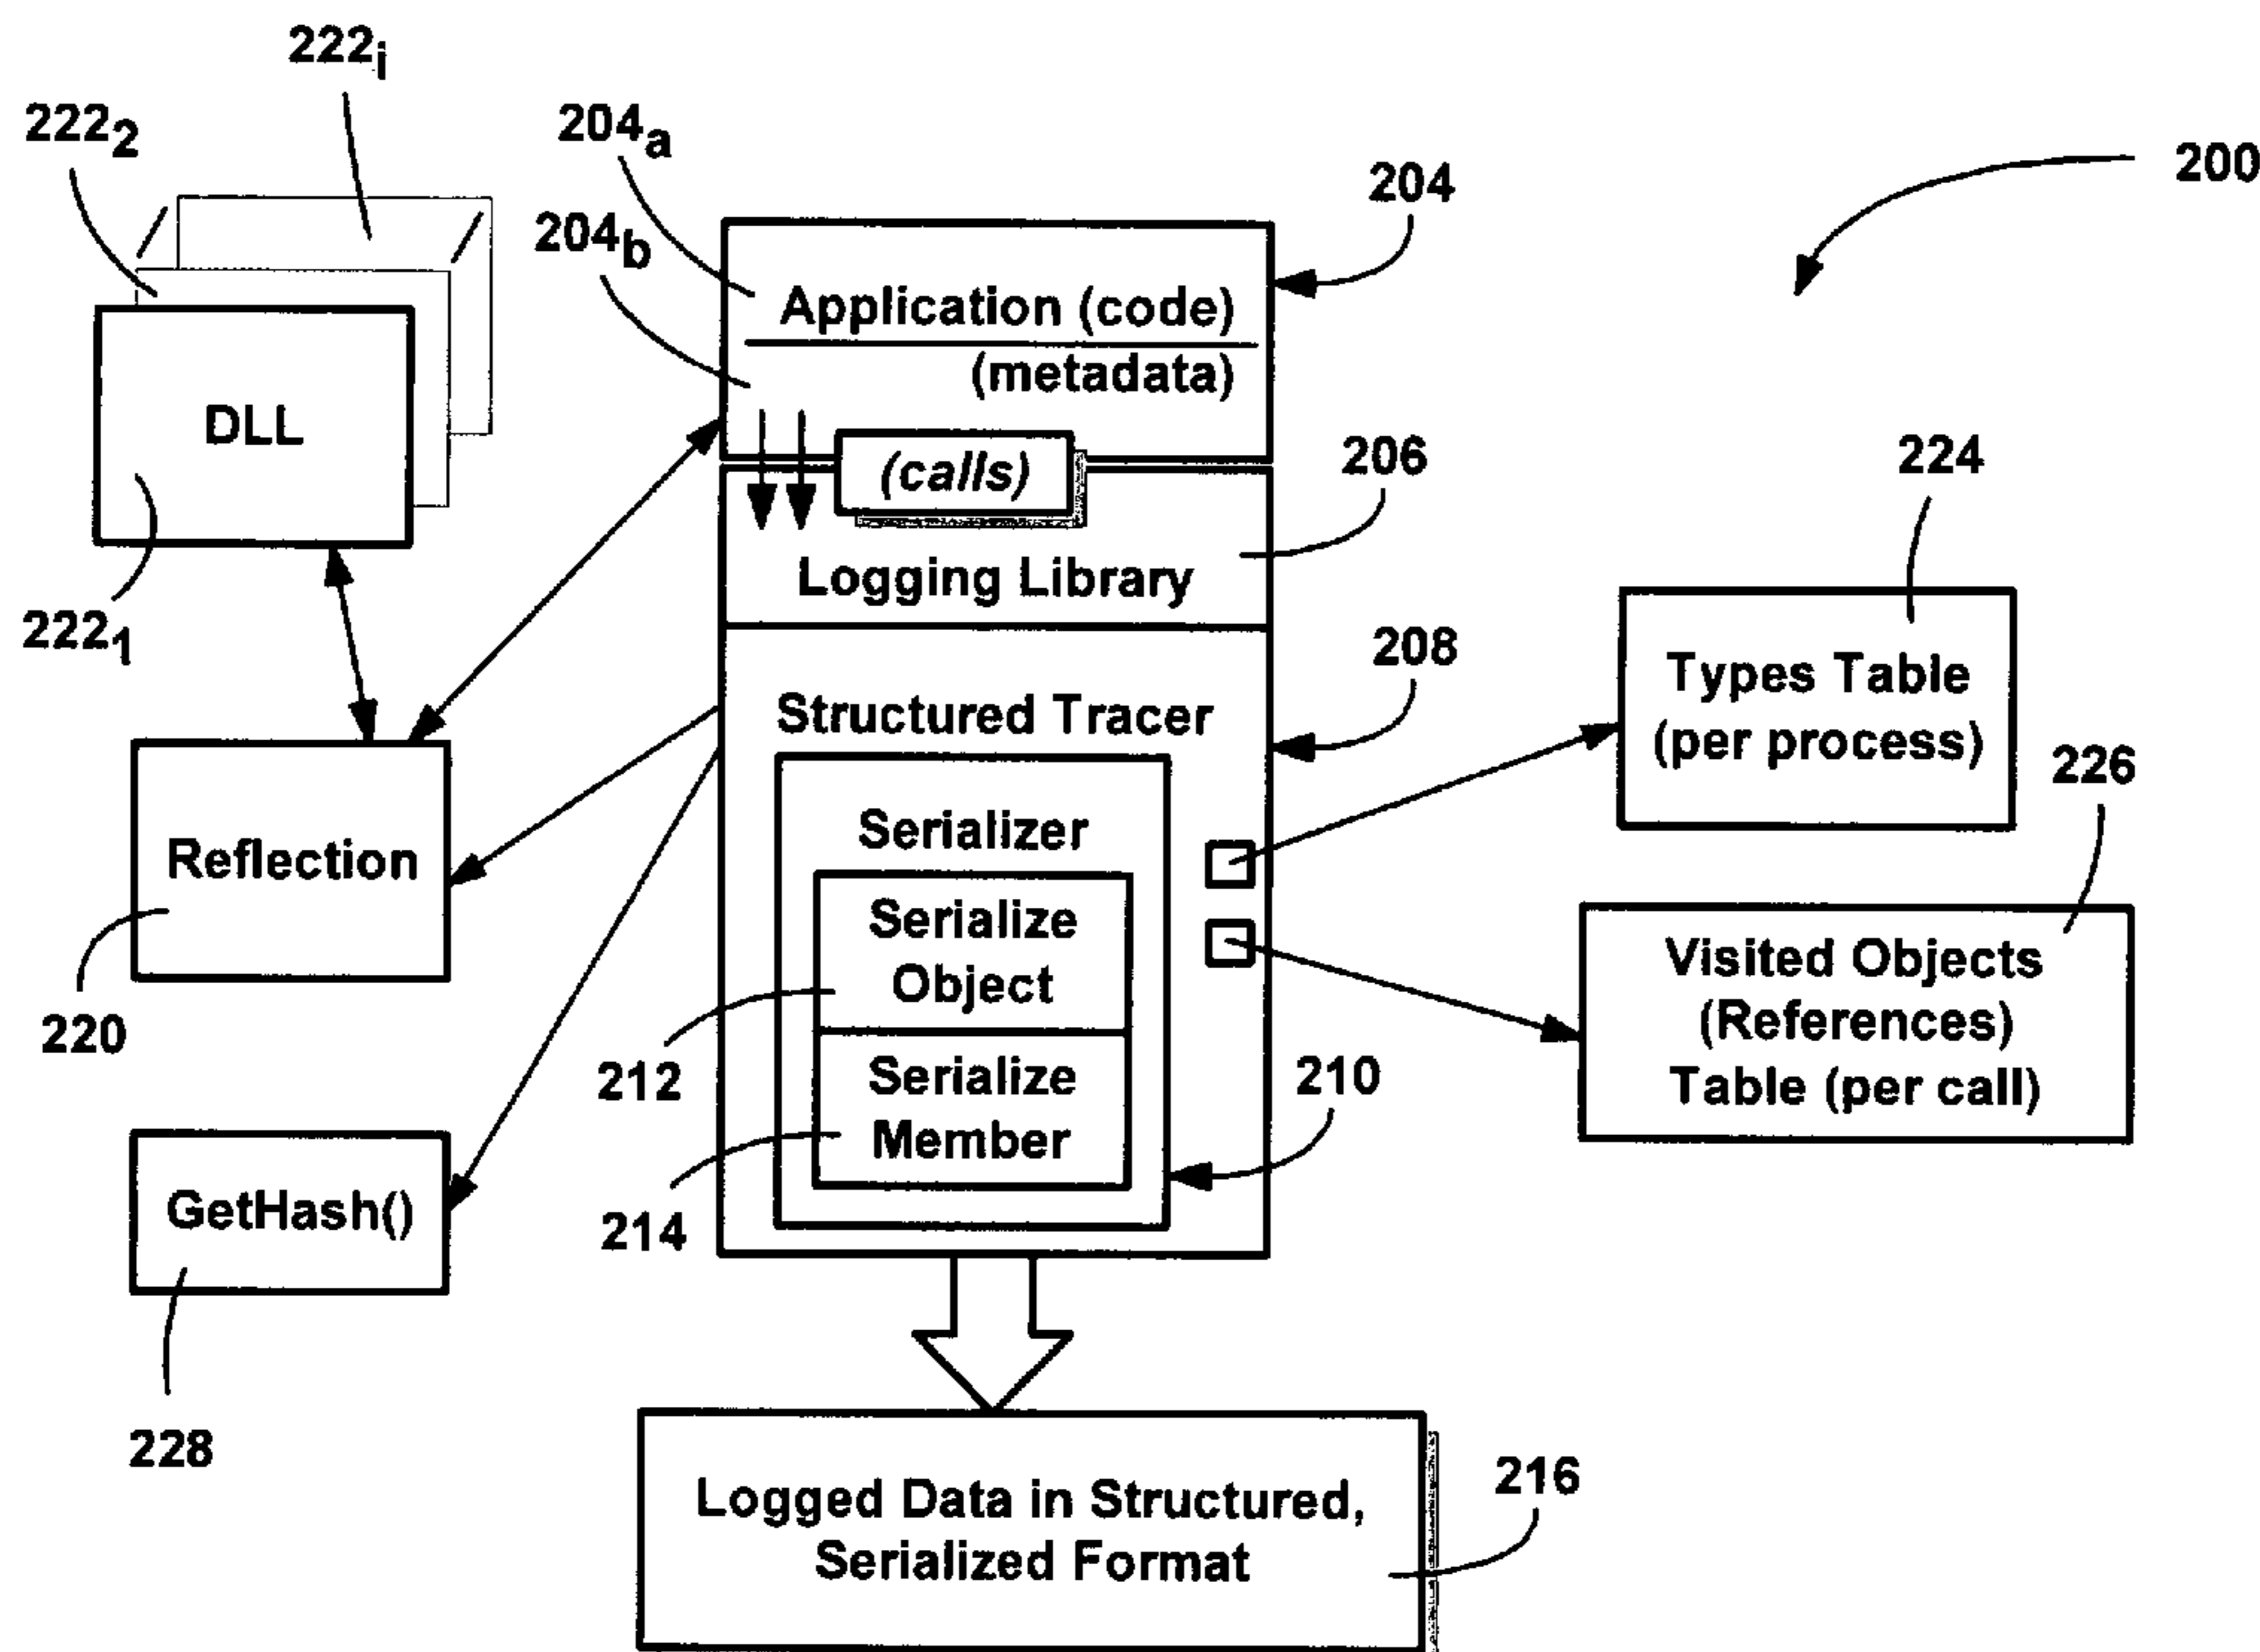 222i
2222
204a
204
200
204b
Application (code)
(metadata)
DLL
(calls)
206
224
Logging Library
2221
208
Types Table
(per process)
Structured Tracer
226
Serializer
Reflection
Serialize
Object
Visited Objects
(References)
Table (per call)
220
212
Serialize
Member
210
GetHash()
214
228
Logged Data in Structured,
Serialized Format
216